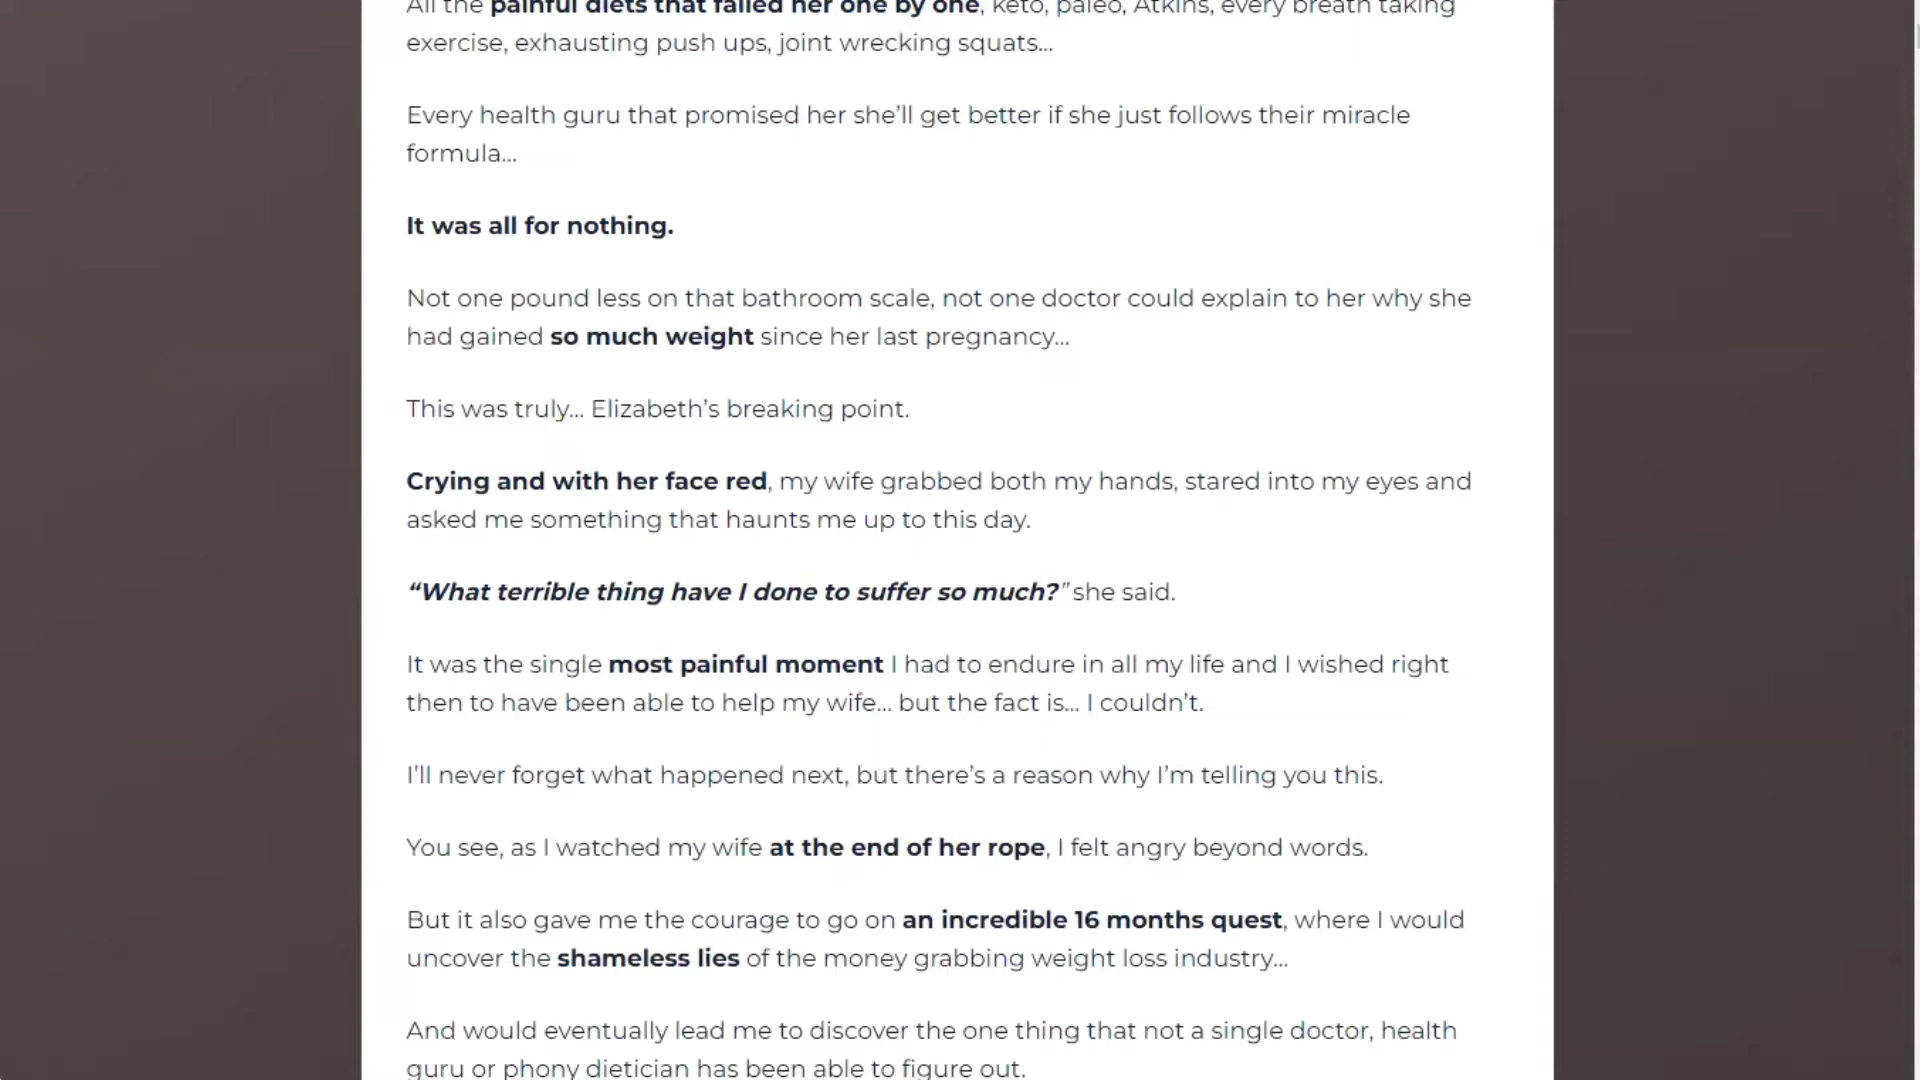 All the painful diets that failed her one by one, keto, paleo, Atkins, every breath taking
exercise, exhausting push ups, joint wrecking squats...
Every health guru that promised her she’ll get better if she just follows their miracle
formula...
It was all for nothing.
Not one pound less on that bathroom scale, not one doctor could explain to her why she
had gained so much weight since her last pregnancy...
This was truly... Elizabeth’s breaking point.
Crying and with her face red, my wife grabbed both my hands, stared into my eyes and
asked me something that haunts me up to this day.
“What terrible thing have I done to suffer so much?” she said.
It was the single most painful moment I had to endure in all my life and I wished right
then to have been able to help my wife... but the fact is... I couldn’t.
I’ll never forget what happened next, but there’s a reason why I’m telling you this.
You see, as I watched my wife at the end of her rope, I felt angry beyond words.
But it also gave me the courage to go on an incredible 16 months quest, where I would
uncover the shameless lies of the money grabbing weight loss industry...
And would eventually lead me to discover the one thing that not a single doctor, health
guru or phony dietician has been able to figure out.